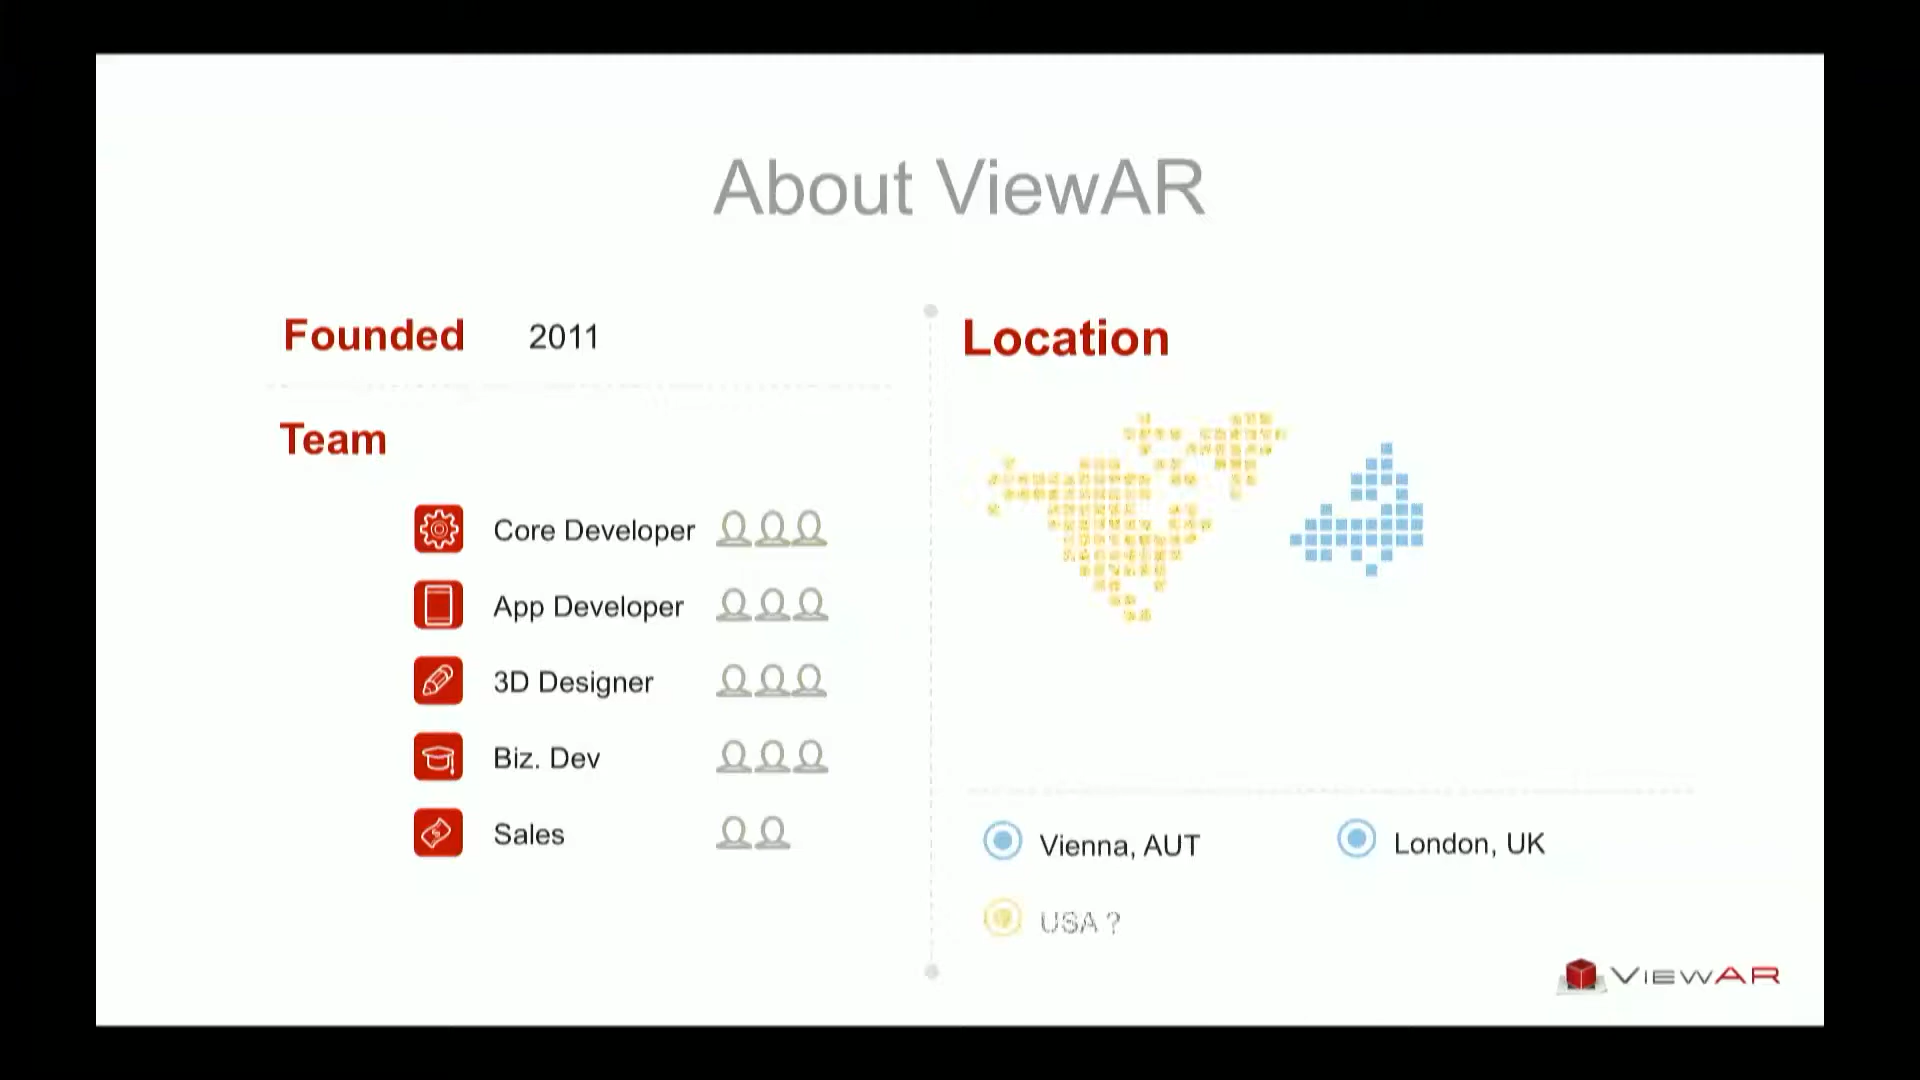 About ViewAR
Founded 2011
Team
Core Developer
App Developer
3D Designer
Biz. Dev
Sales
Location
Vienna, AUT
London, UK
USA ?
VIEWAR